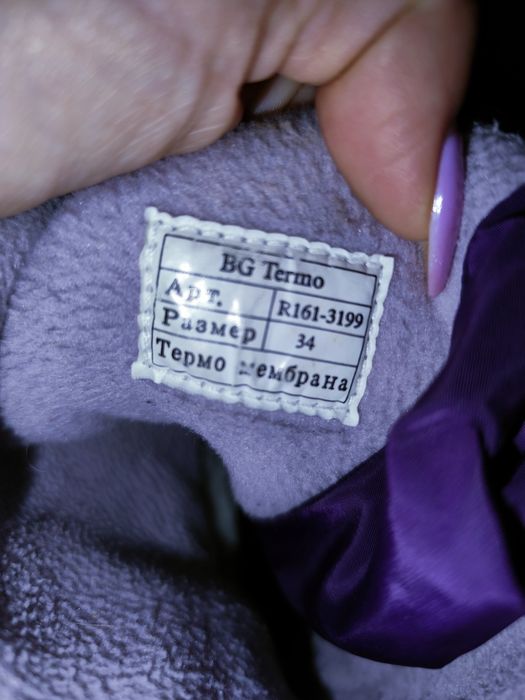 BG Termo
Арт. R161-3199
Размер 34
Термо мембрана